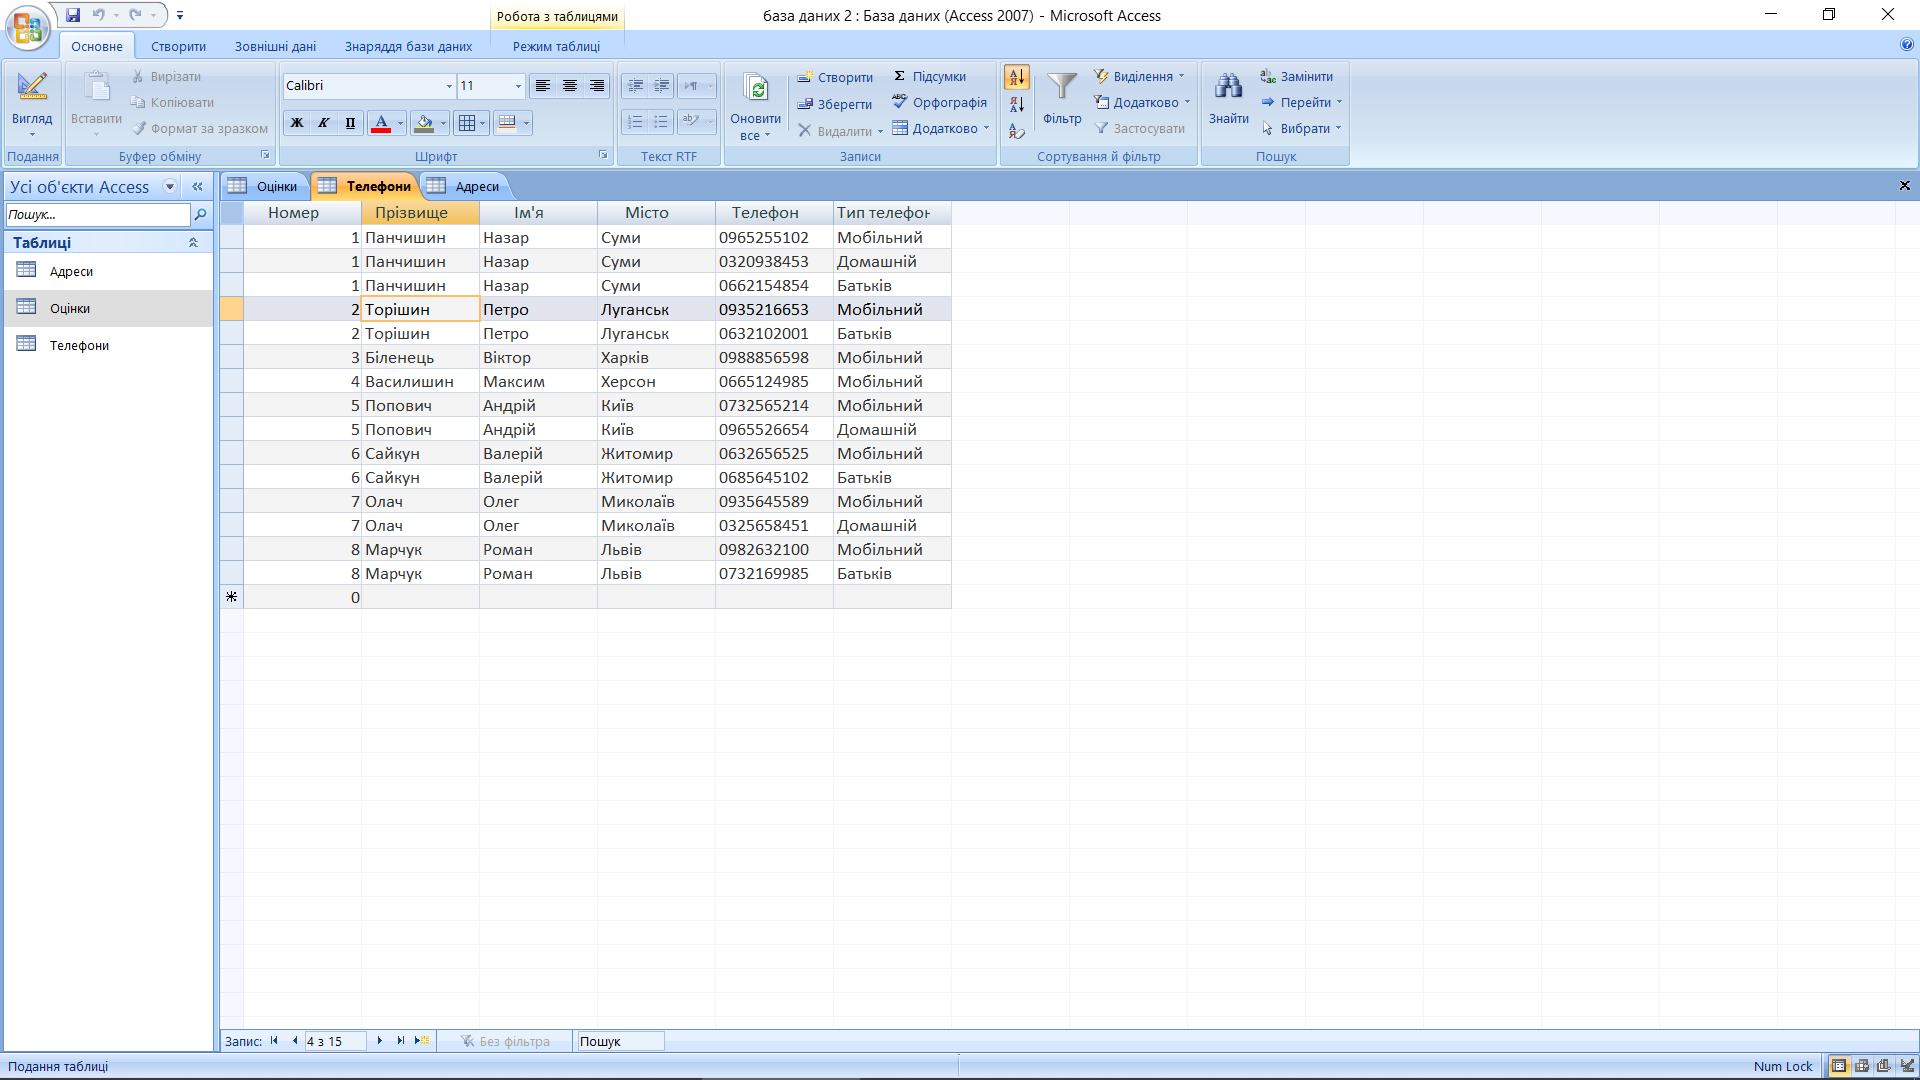 Робота з таблицями
база даних 2 : База даних (Access 2007) - Microsoft Access
Основне Створити Зовнішні дані Знаряддя бази даних Режим таблиці
Вигляд
Подання
Вставити
Вирізати
Копіювати
Формат за зразком
Буфер обміну
Calibri 11
Ж К П
Шрифт
Текст RTF
Оновити все
Створити
Зберегти
Видалити
Підсумки
Орфографія
Додатково
Записи
Фільтр
Виділення
Додатково
Застосувати
Сортування й фільтр
Знайти
Замінити
Перейти
Вибрати
Пошук
Усі об'єкти Access
Пошук...
Таблиці
Адреси
Оцінки
Телефони
Оцінки Телефони Адреси
Номер Прізвище Ім'я Місто Телефон Тип телефон
1 Панчишин Назар Суми 0965255102 Мобільний
1 Панчишин Назар Суми 0320938453 Домашній
1 Панчишин Назар Суми 0662154854 Батьків
2 Торішин Петро Луганськ 0935216653 Мобільний
2 Торішин Петро Луганськ 0632102001 Батьків
3 Біленець Віктор Харків 0988856598 Мобільний
4 Василишин Максим Херсон 0665124985 Мобільний
5 Попович Андрій Київ 0732565214 Мобільний
5 Попович Андрій Київ 0965526654 Домашній
6 Сайкун Валерій Житомир 0632656525 Мобільний
6 Сайкун Валерій Житомир 0685645102 Батьків
7 Олач Олег Миколаїв 0935645589 Мобільний
7 Олач Олег Миколаїв 0325658451 Домашній
8 Марчук Роман Львів 0982632100 Мобільний
8 Марчук Роман Львів 0732169985 Батьків
0
Запис: 4 з 15 Без фільтра Пошук
Подання таблиці Num Lock